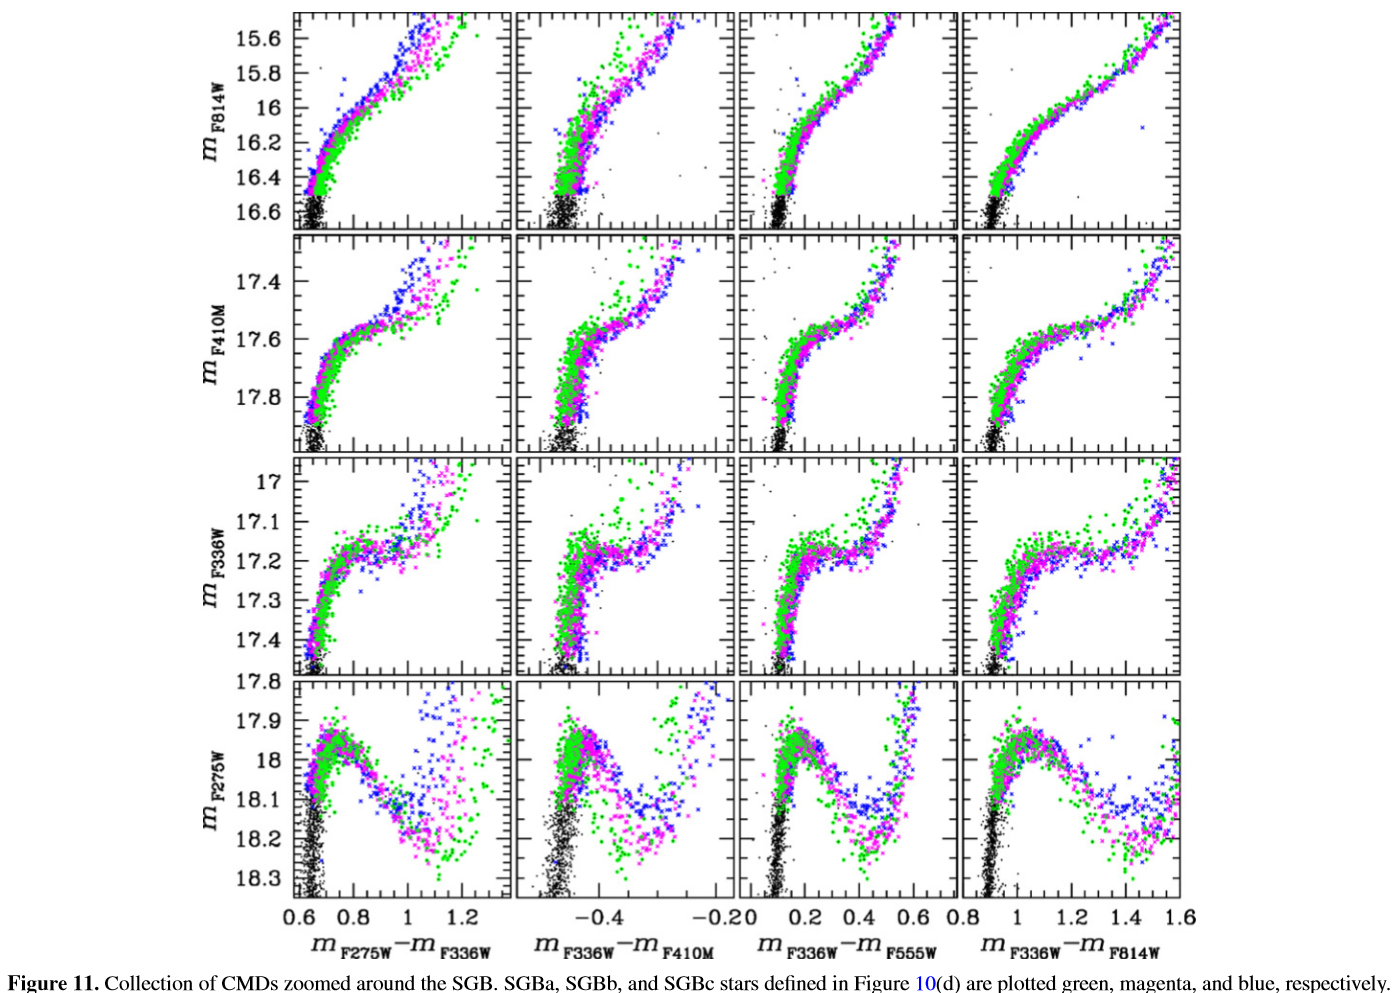 15.6
15.8
16
16.2
16.4
16.6
m F814W
17.4
17.6
17.8
m F410M
17
17.1
17.2
17.3
17.4
m F336W
17.8
17.9
18
18.1
18.2
18.3
m F275W
0.6 0.8 1 1.2 −0.4 −0.2 0 0.2 0.4 0.6 0.8 1 1.2 1.4 1.6
m F275W−m F336W m F336W−m F410M m F336W−m F555W m F336W−m F814W
Figure 11. Collection of CMDs zoomed around the SGB. SGBa, SGBb, and SGBc stars defined in Figure 10(d) are plotted green, magenta, and blue, respectively.